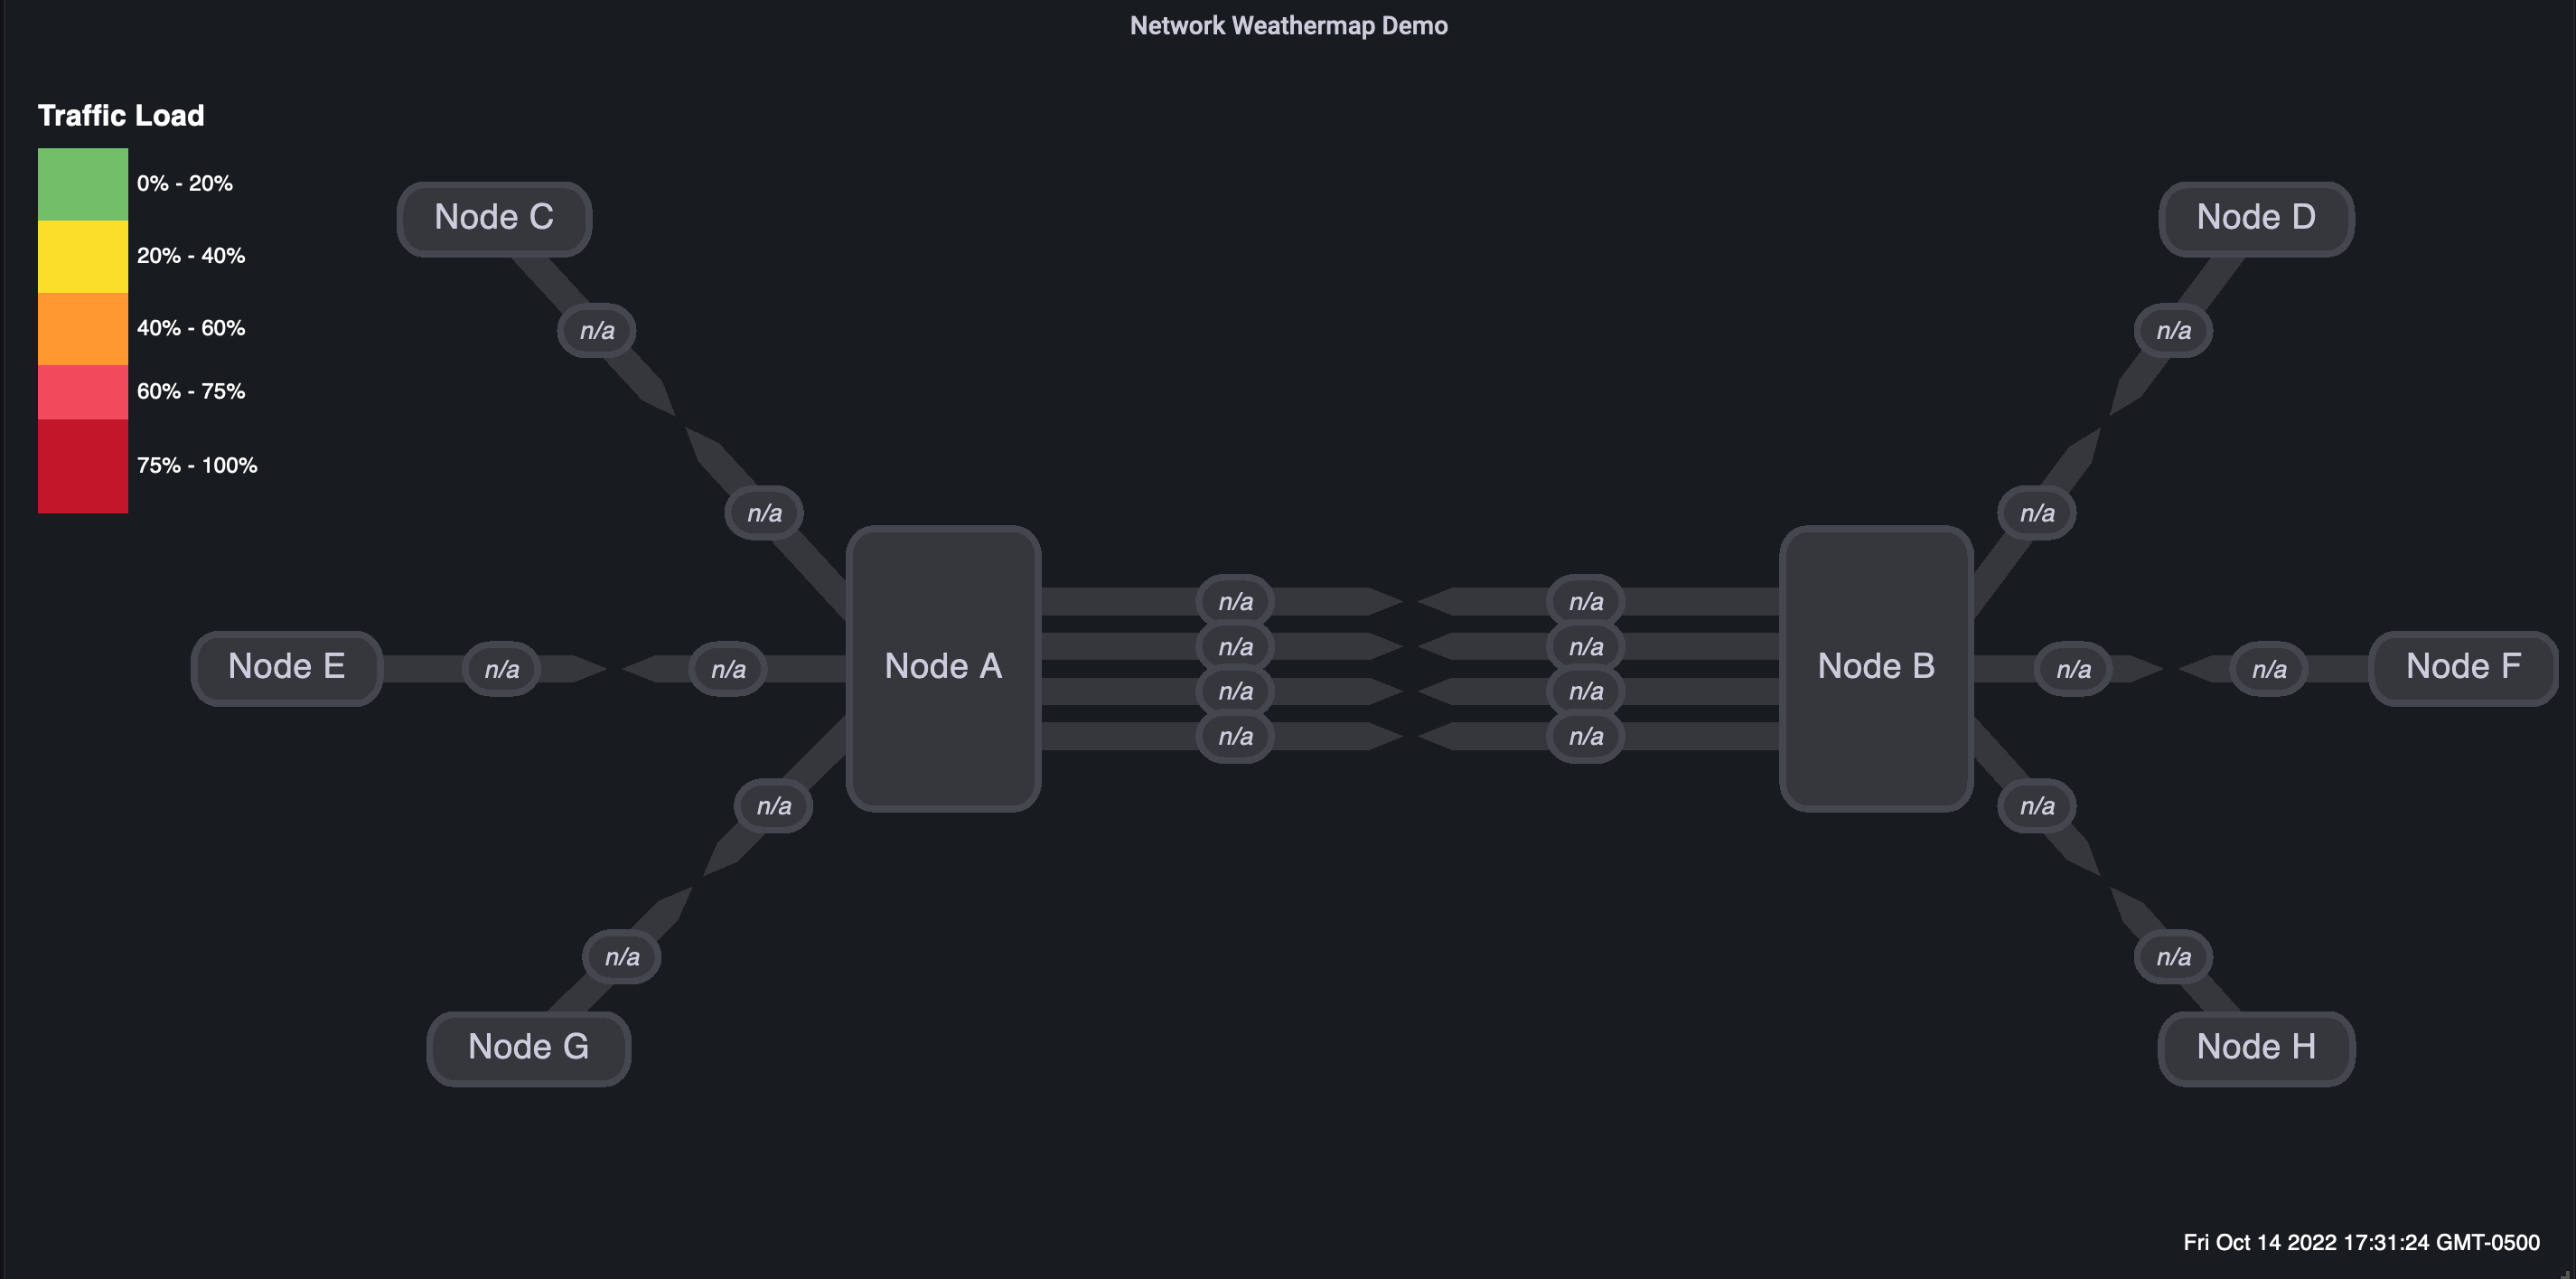 Network Weathermap Demo
Traffic Load
0% - 20%
20% - 40%
40% - 60%
60% - 75%
75% - 100%
Node C
Node D
n/a
n/a
n/a
n/a
n/a
n/a
n/a
n/a
Node E
n/a
n/a
Node A
Node B
n/a
n/a
Node F
n/a
n/a
n/a
n/a
n/a
n/a
n/a
n/a
Node G
Node H
Fri Oct 14 2022 17:31:24 GMT-0500